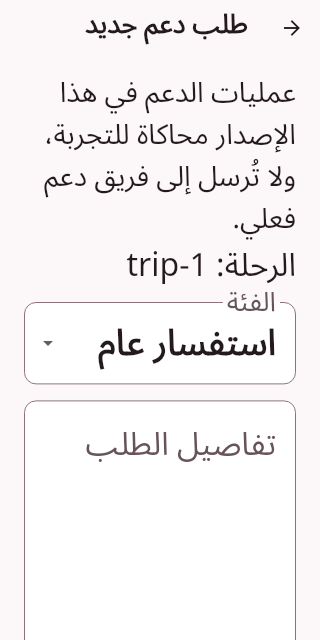 طلب دعم جديد
عمليات الدعم في هذا
الإصدار محاكاة للتجربة،
ولا تُرسل إلى فريق دعم
فعلي.
الرحلة: trip-1
الفئة
استفسار عام
تفاصيل الطلب